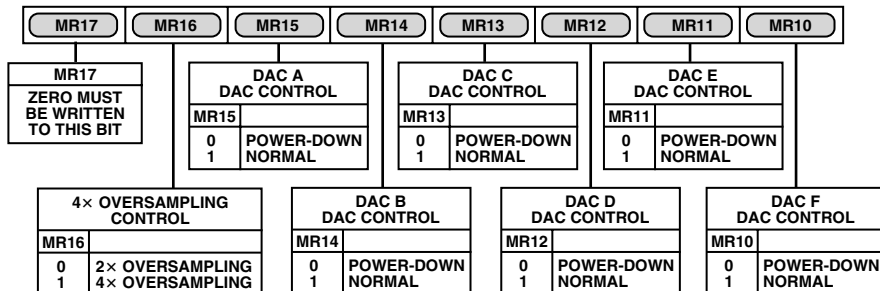 MR17 MR16 MR15 MR14 MR13 MR12 MR11 MR10
MR17
ZERO MUST
BE WRITTEN
TO THIS BIT
DAC A
DAC CONTROL
MR15
0 POWER-DOWN
1 NORMAL
DAC C
DAC CONTROL
MR13
0 POWER-DOWN
1 NORMAL
DAC E
DAC CONTROL
MR11
0 POWER-DOWN
1 NORMAL
4× OVERSAMPLING
CONTROL
MR16
0 2× OVERSAMPLING
1 4× OVERSAMPLING
DAC B
DAC CONTROL
MR14
0 POWER-DOWN
1 NORMAL
DAC D
DAC CONTROL
MR12
0 POWER-DOWN
1 NORMAL
DAC F
DAC CONTROL
MR10
0 POWER-DOWN
1 NORMAL